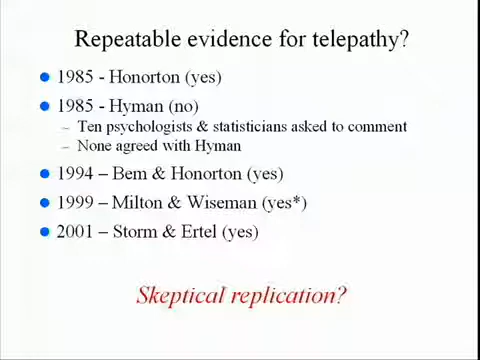 Repeatable evidence for telepathy?
1985 - Honorton (yes)
1985 - Hyman (no)
– Ten psychologists & statisticians asked to comment
– None agreed with Hyman
1994 – Bem & Honorton (yes)
1999 – Milton & Wiseman (yes*)
2001 – Storm & Ertel (yes)
Skeptical replication?